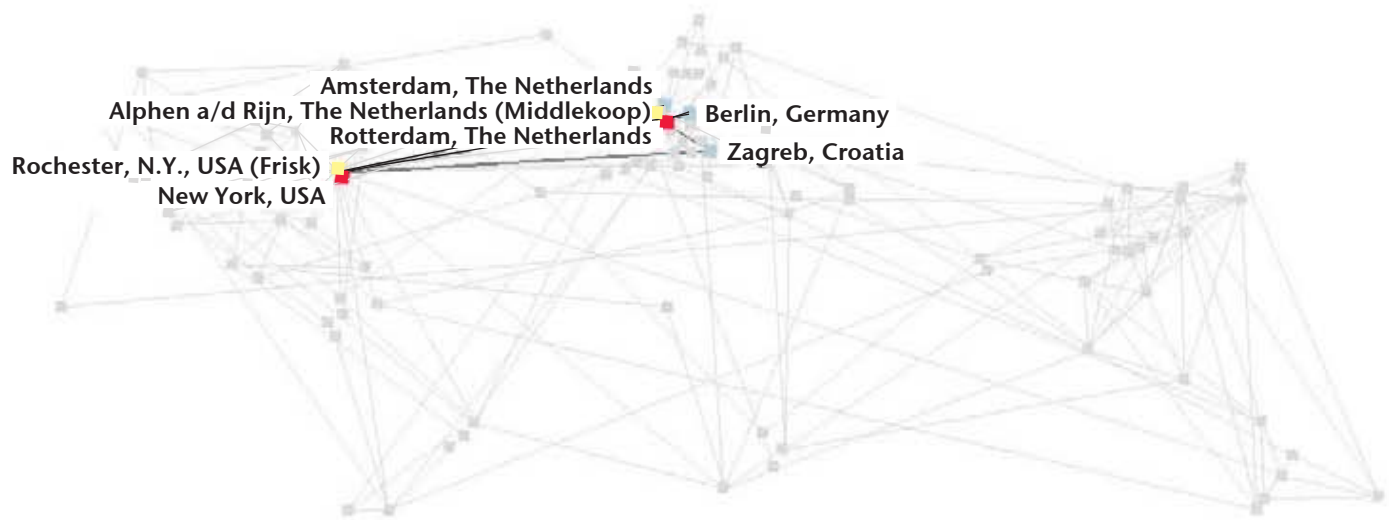 Amsterdam, The Netherlands
Alphen a/d Rijn, The Netherlands (Middlekoop)
Berlin, Germany
Rotterdam, The Netherlands
Zagreb, Croatia
Rochester, N.Y., USA (Frisk)
New York, USA